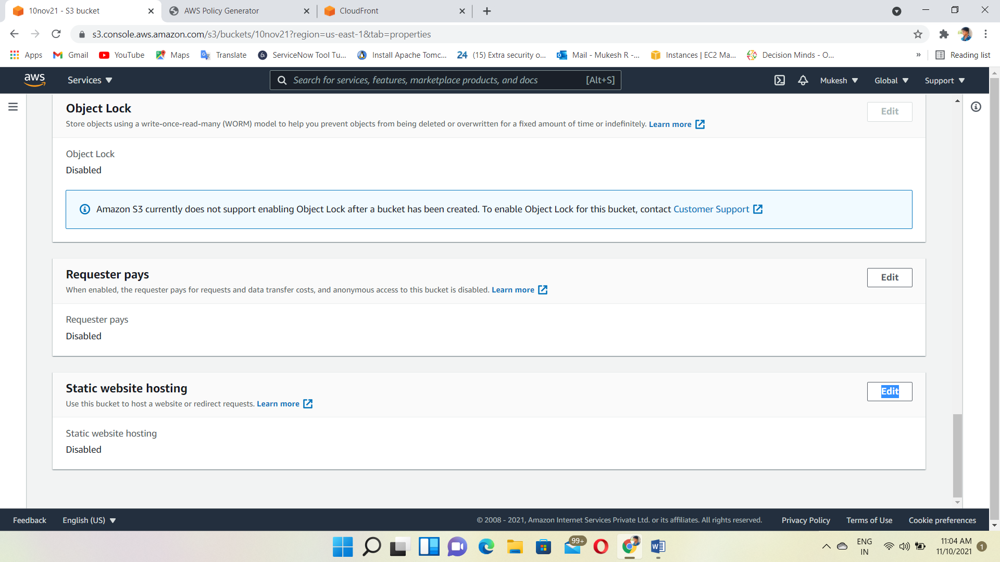 10nov21 - S3 bucket
AWS Policy Generator
CloudFront
s3.console.aws.amazon.com/s3/buckets/10nov21?region=us-east-1&tab=properties
Apps
Gmail
YouTube
Maps
Translate
ServiceNow Tool Tu...
Install Apache Tomc...
24 (15) Extra security o...
Mail - Mukesh R -...
Instances | EC2 Ma...
Decision Minds - O...
»
Reading list
aws
Services
Search for services, features, marketplace products, and docs
[Alt+S]
Mukesh
Global
Support
Object Lock
Edit
Store objects using a write-once-read-many (WORM) model to help you prevent objects from being deleted or overwritten for a fixed amount of time or indefinitely. Learn more
Object Lock
Disabled
Amazon S3 currently does not support enabling Object Lock after a bucket has been created. To enable Object Lock for this bucket, contact Customer Support
Requester pays
Edit
When enabled, the requester pays for requests and data transfer costs, and anonymous access to this bucket is disabled. Learn more
Requester pays
Disabled
Static website hosting
Edit
Use this bucket to host a website or redirect requests. Learn more
Static website hosting
Disabled
Feedback
English (US)
© 2008 - 2021, Amazon Internet Services Private Ltd. or its affiliates. All rights reserved.
Privacy Policy
Terms of Use
Cookie preferences
99+
ENG
IN
11:04 AM
11/10/2021
1